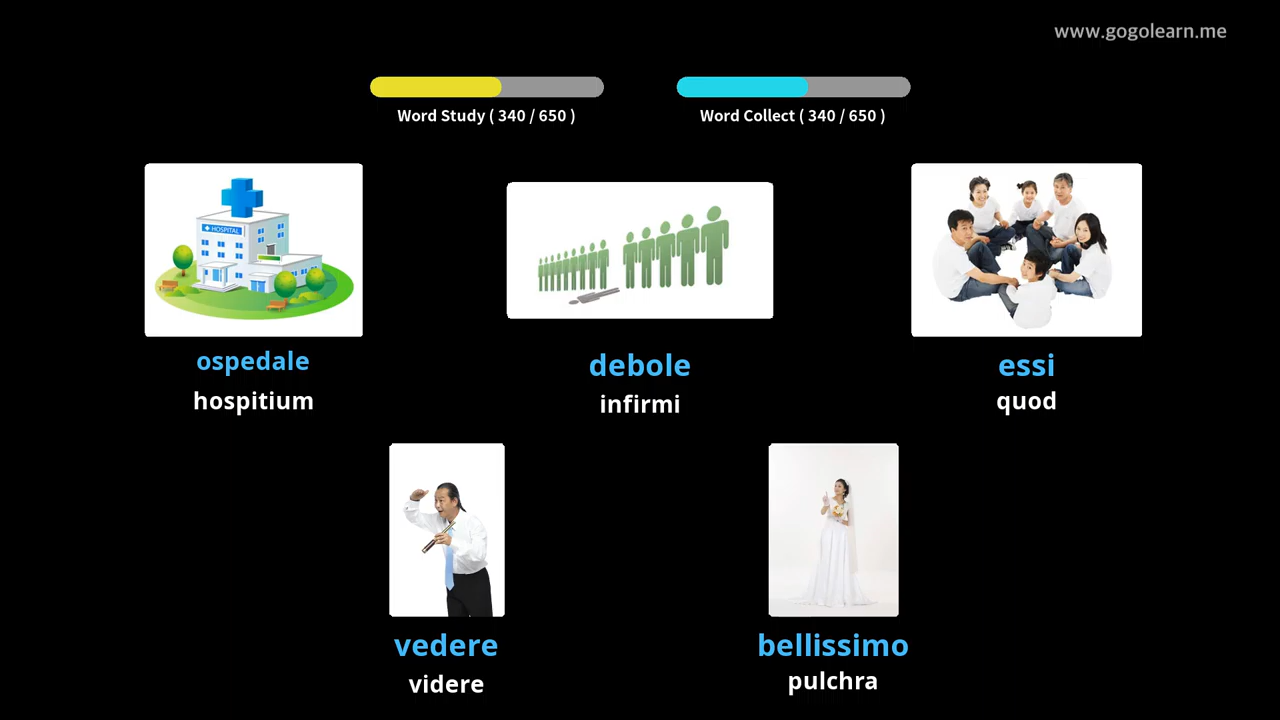 www.gogolearn.me
Word Study ( 340 / 650 )
Word Collect ( 340 / 650 )
HOSPITAL
ospedale
hospitium
debole
infirmi
essi
quod
vedere
videre
bellissimo
pulchra